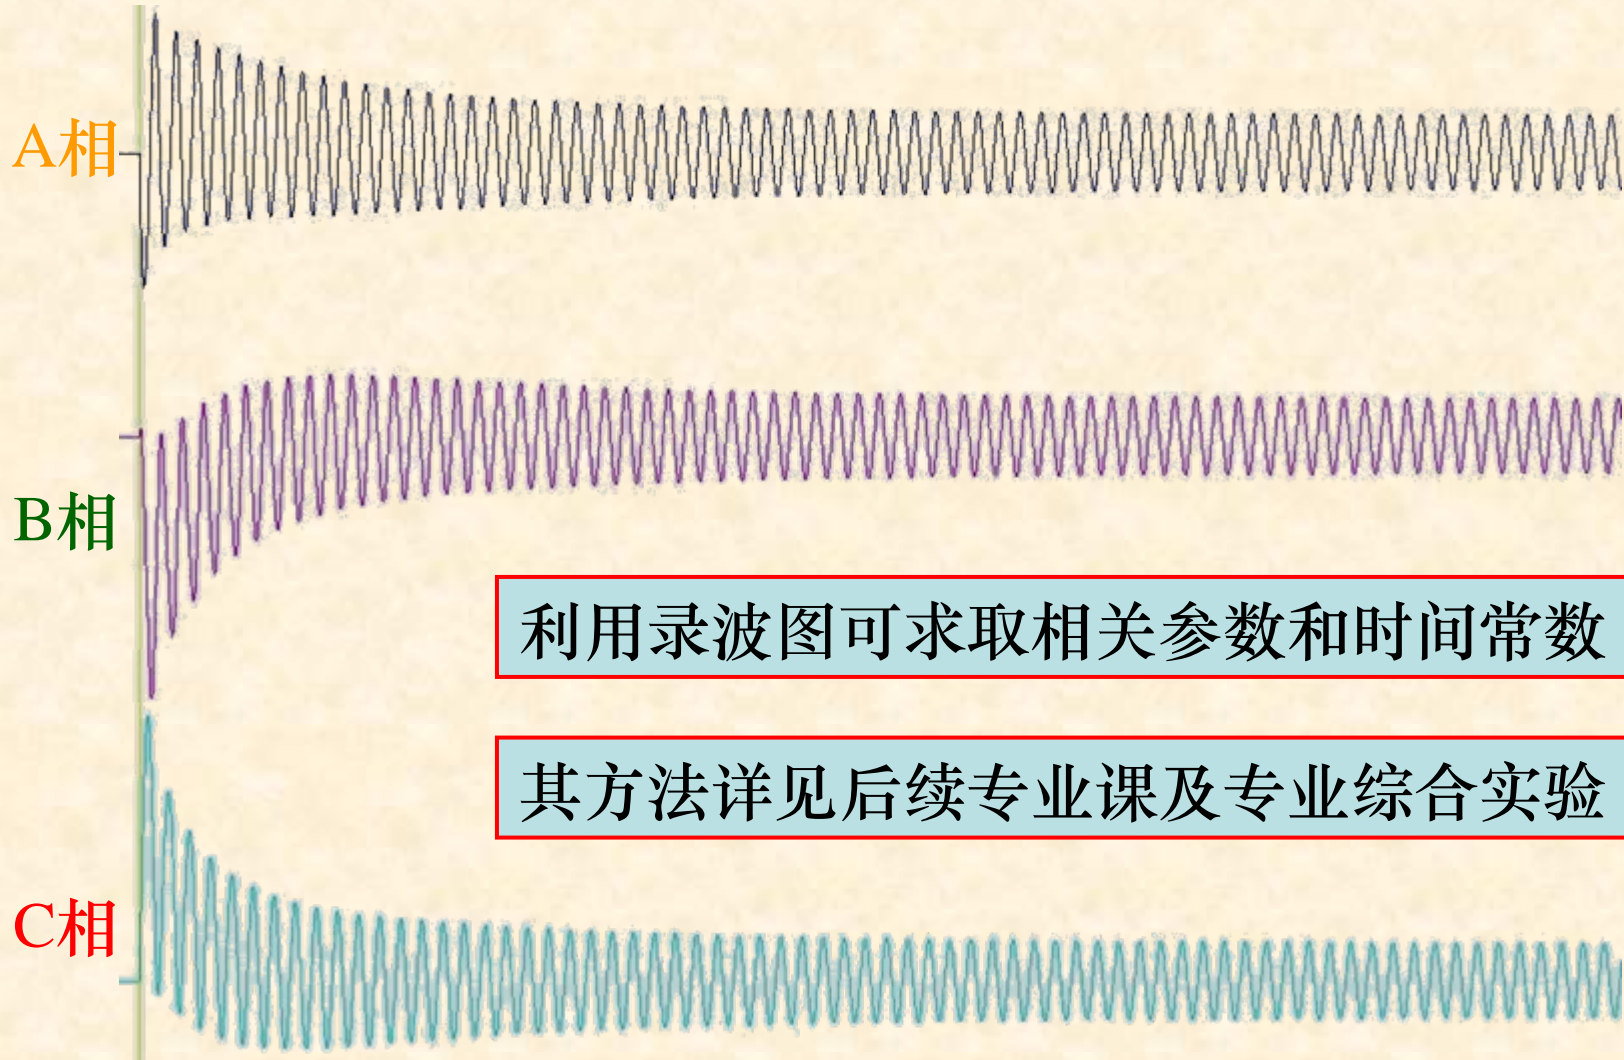 A相
B相
利用录波图可求取相关参数和时间常数
其方法详见后续专业课及专业综合实验
C相